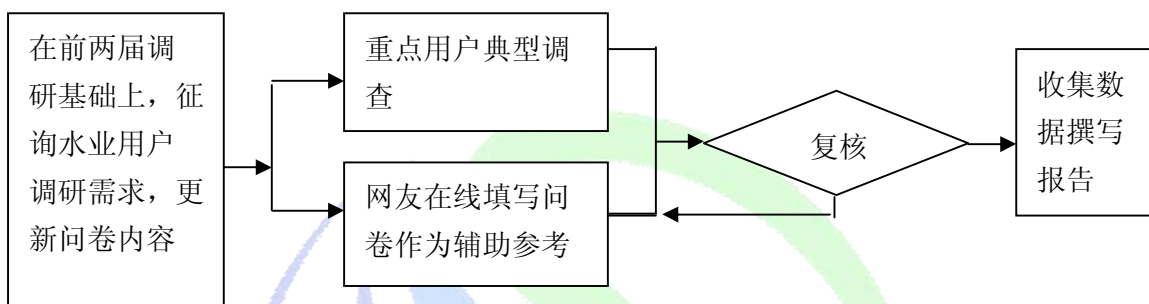 在前两届调
研基础上，征
询水业用户
调研需求，更
新问卷内容
重点用户典型调
查
网友在线填写问
卷作为辅助参考
复核
收集数
据撰写
报告